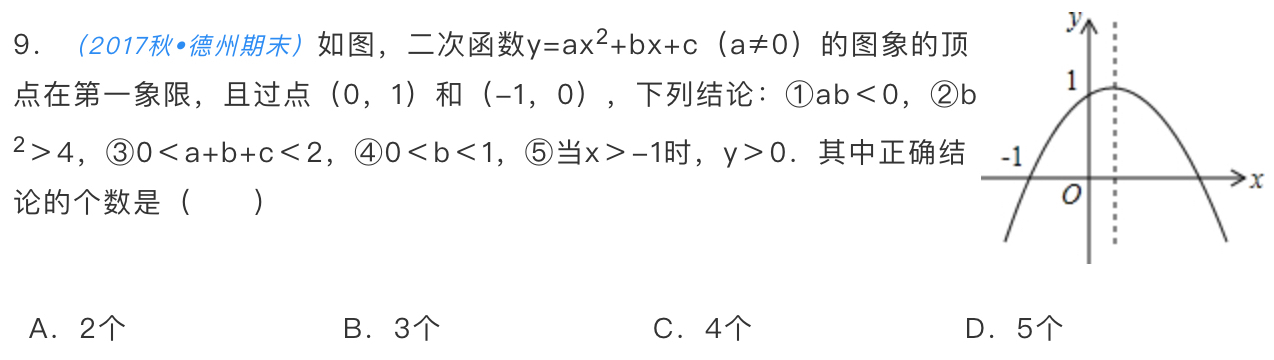 9. （2017秋•德州期末）如图，二次函数y=ax²+bx+c（a≠0）的图象的顶
点在第一象限，且过点（0，1）和（–1，0），下列结论：①ab＜0，②b
²＞4，③0＜a+b+c＜2，④0＜b＜1，⑤当x＞–1时，y＞0．其中正确结
论的个数是（　　）
y
1
-1
O
x
A．2个
B．3个
C．4个
D．5个